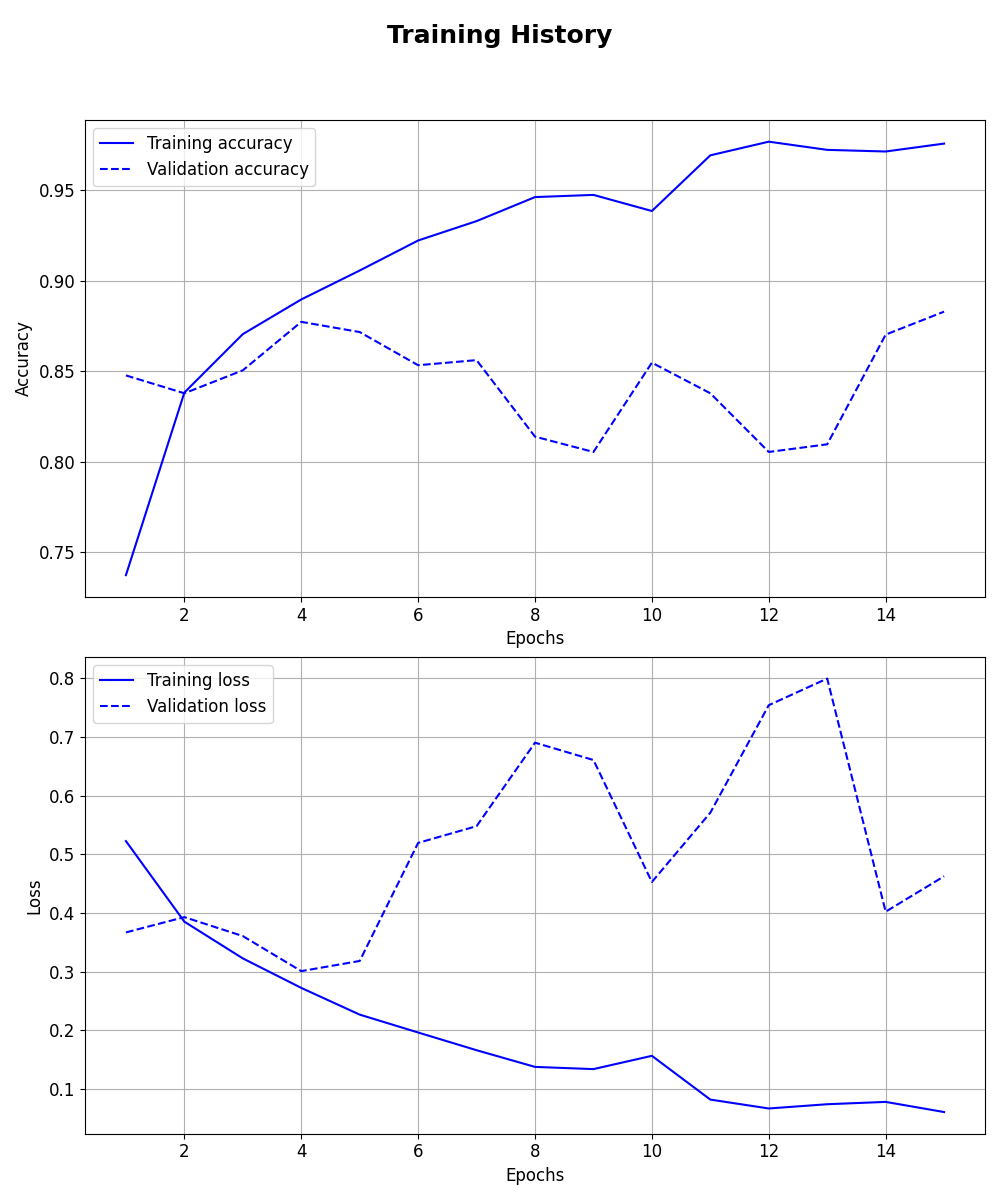 Training History
Training accuracy
Validation accuracy
0.95
0.90
0.85
0.80
0.75
Accuracy
2 4 6 8 10 12 14
Epochs
Training loss
Validation loss
0.8
0.7
0.6
0.5
0.4
0.3
0.2
0.1
Loss
2 4 6 8 10 12 14
Epochs